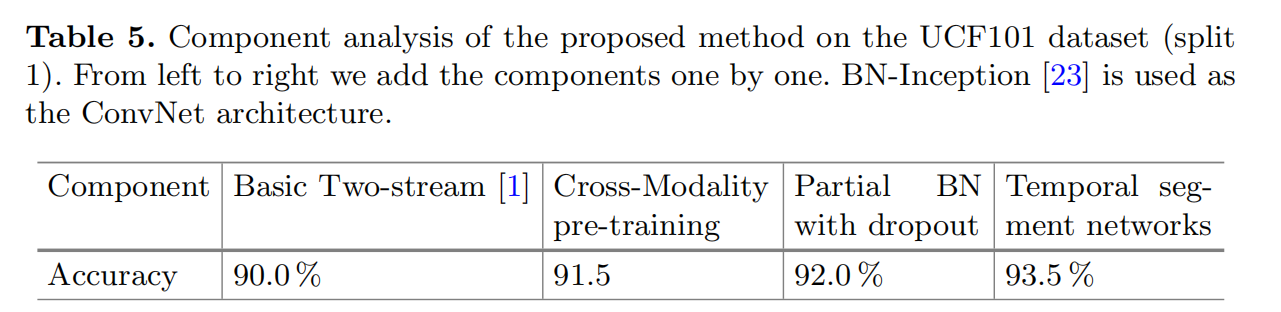 Table 5. Component analysis of the proposed method on the UCF101 dataset (split
1). From left to right we add the components one by one. BN-Inception [23] is used as
the ConvNet architecture.
Component Basic Two-stream [1] Cross-Modality Partial BN Temporal seg-
pre-training with dropout ment networks
Accuracy 90.0 % 91.5 92.0 % 93.5 %